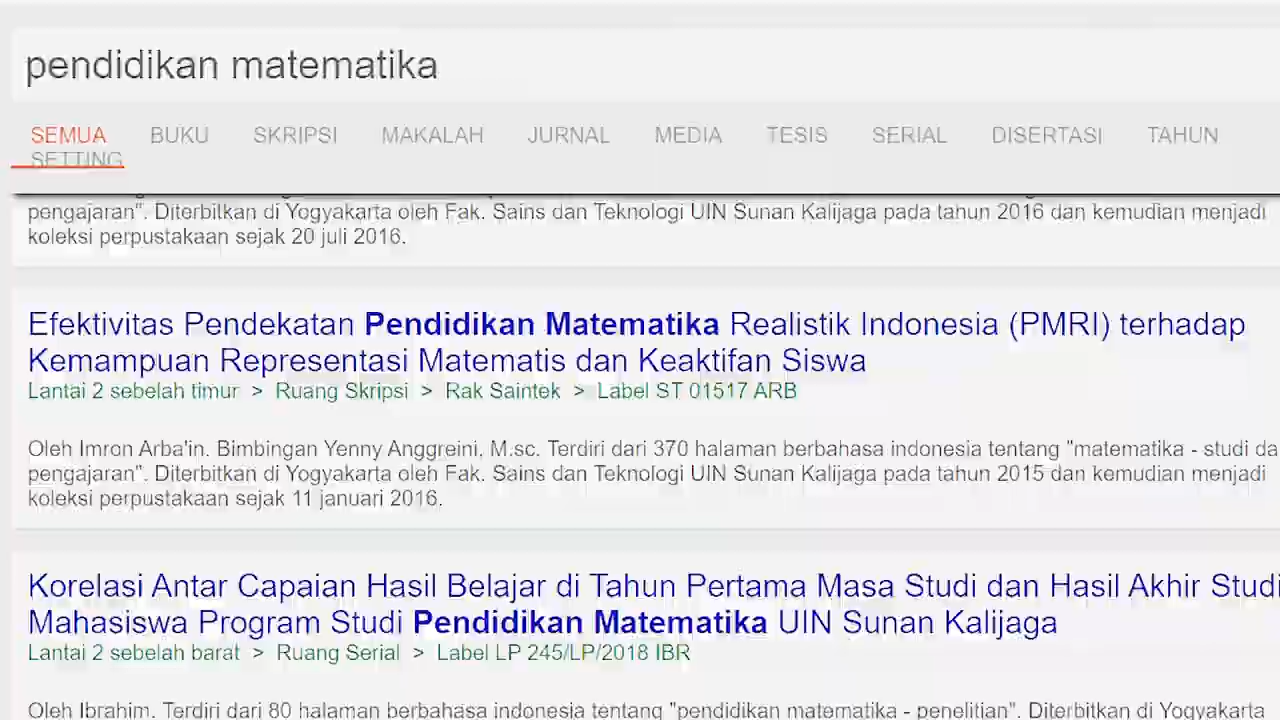 pendidikan matematika
SEMUA BUKU SKRIPSI MAKALAH JURNAL MEDIA TESIS SERIAL DISERTASI TAHUN
SETTING
pengajaran". Diterbitkan di Yogyakarta oleh Fak. Sains dan Teknologi UIN Sunan Kalijaga pada tahun 2016 dan kemudian menjadi
koleksi perpustakaan sejak 20 juli 2016.
Efektivitas Pendekatan Pendidikan Matematika Realistik Indonesia (PMRI) terhadap
Kemampuan Representasi Matematis dan Keaktifan Siswa
Lantai 2 sebelah timur > Ruang Skripsi > Rak Saintek > Label ST 01517 ARB
Oleh Imron Arba'in. Bimbingan Yenny Anggreini, M.sc. Terdiri dari 370 halaman berbahasa indonesia tentang "matematika - studi da
pengajaran". Diterbitkan di Yogyakarta oleh Fak. Sains dan Teknologi UIN Sunan Kalijaga pada tahun 2015 dan kemudian menjadi
koleksi perpustakaan sejak 11 januari 2016.
Korelasi Antar Capaian Hasil Belajar di Tahun Pertama Masa Studi dan Hasil Akhir Studi
Mahasiswa Program Studi Pendidikan Matematika UIN Sunan Kalijaga
Lantai 2 sebelah barat > Ruang Serial > Label LP 245/LP/2018 IBR
Oleh Ibrahim. Terdiri dari 80 halaman berbahasa indonesia tentang "pendidikan matematika - penelitian". Diterbitkan di Yogyakarta